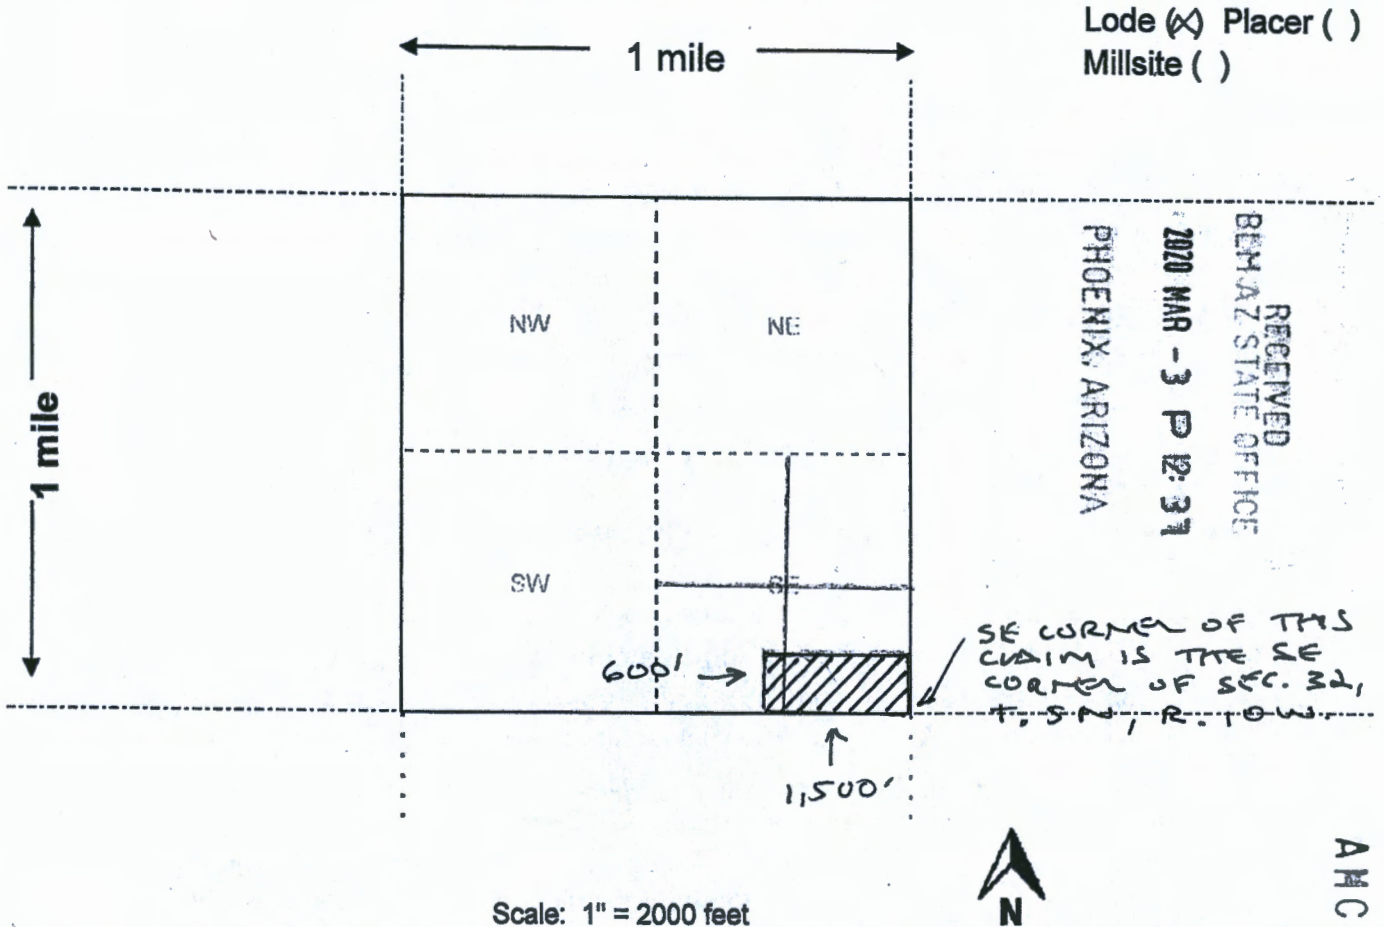 Lode (X) Placer ( )
Millsite ( )
1 mile
1 mile
NW
NE
SW
SE
RECEIVED
BLM AZ STATE OFFICE
2020 MAR -3 P 12: 37
PHOENIX, ARIZONA
SE CORNER OF THIS
CLAIM IS THE SE
CORNER OF SEC. 32,
T. 5N, R. 10W.
600' →
↑
1,500'
N
Scale: 1" = 2000 feet
AMC